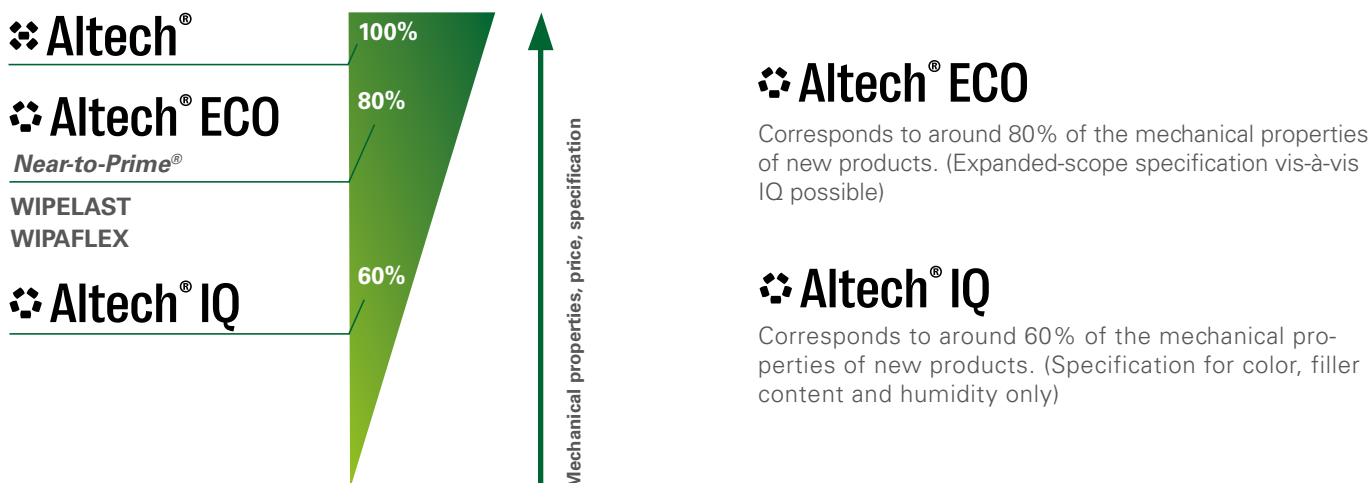 Altech®
100%
Altech® ECO
80%
Near-to-Prime®
WIPELAST
WIPAFLEX
60%
Altech® IQ
Mechanical properties, price, specification
Altech® ECO
Corresponds to around 80% of the mechanical properties
of new products. (Expanded-scope specification vis-à-vis
IQ possible)
Altech® IQ
Corresponds to around 60% of the mechanical pro-
perties of new products. (Specification for color, filler
content and humidity only)